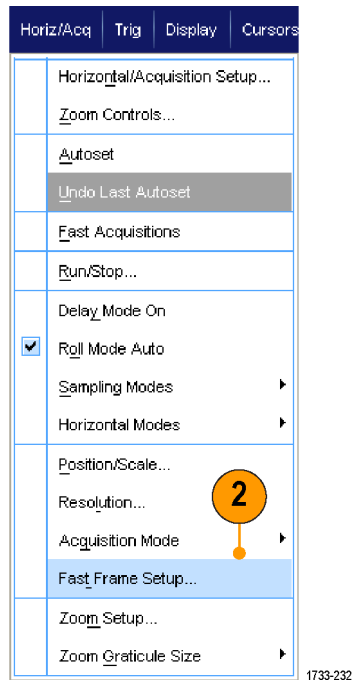 Horiz/Acq Trig Display Cursors
Horizontal/Acquisition Setup...
Zoom Controls...
Autoset
Undo Last Autoset
Fast Acquisitions
Run/Stop...
Delay Mode On
Roll Mode Auto
Sampling Modes
Horizontal Modes
Position/Scale...
Resolution...
2
Acquisition Mode
Fast Frame Setup...
Zoom Setup...
Zoom Graticule Size
1733-232